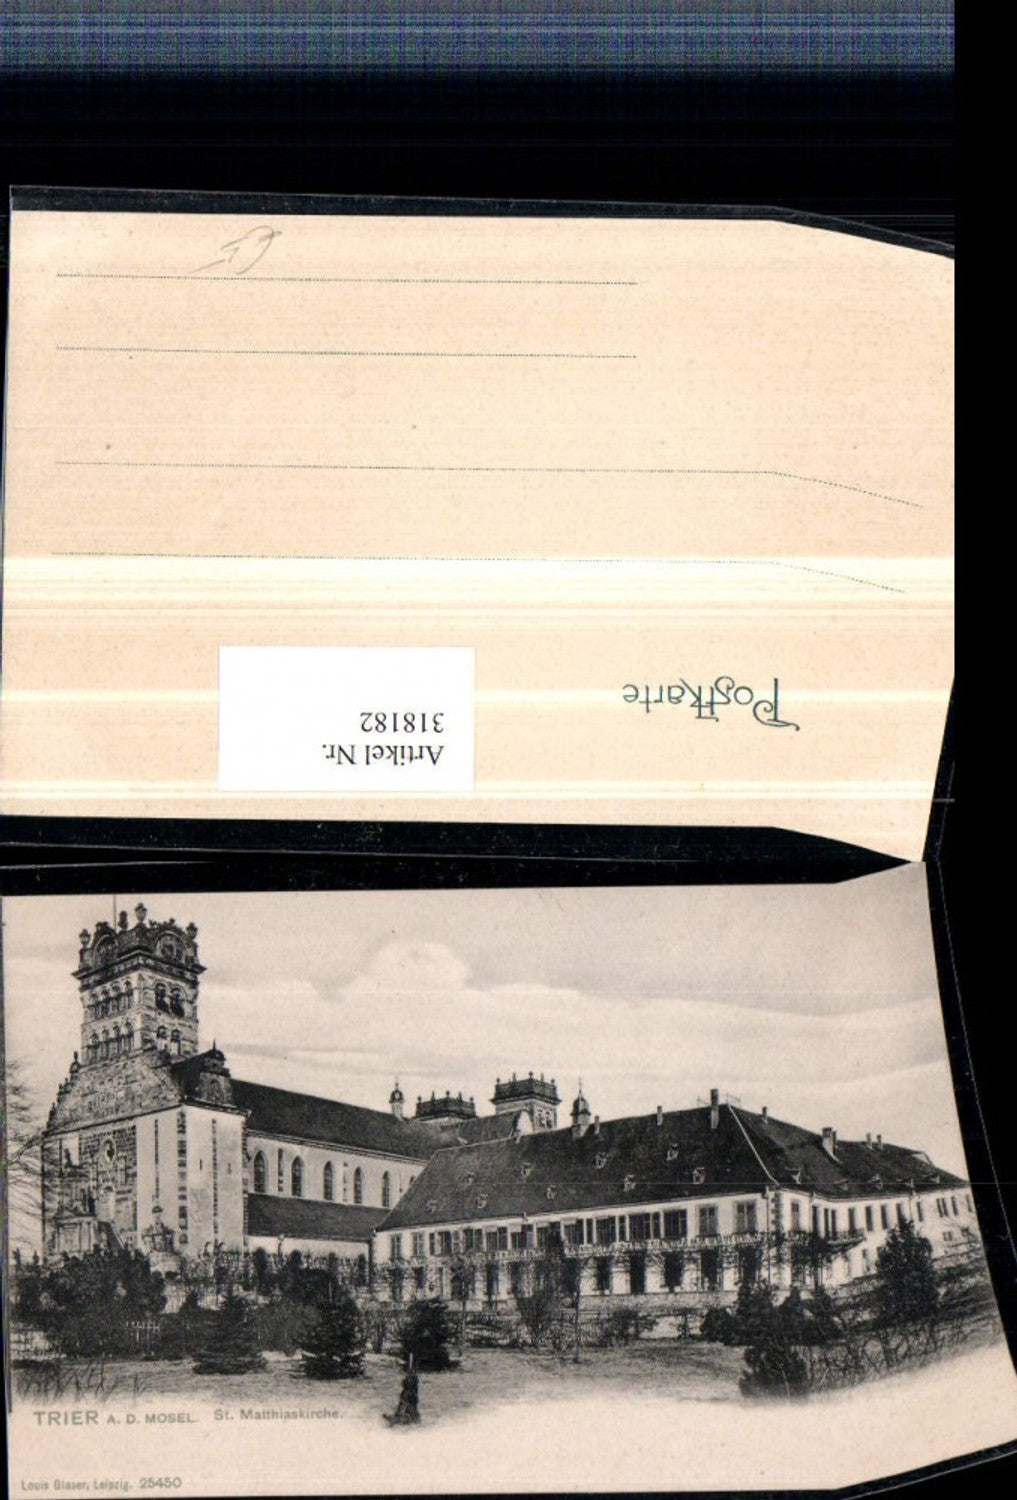 Postkarte
Artikel Nr.
318182
TRIER A. D. MOSEL. St. Matthiaskirche.
Louis Glaser, Leipzig. 25450